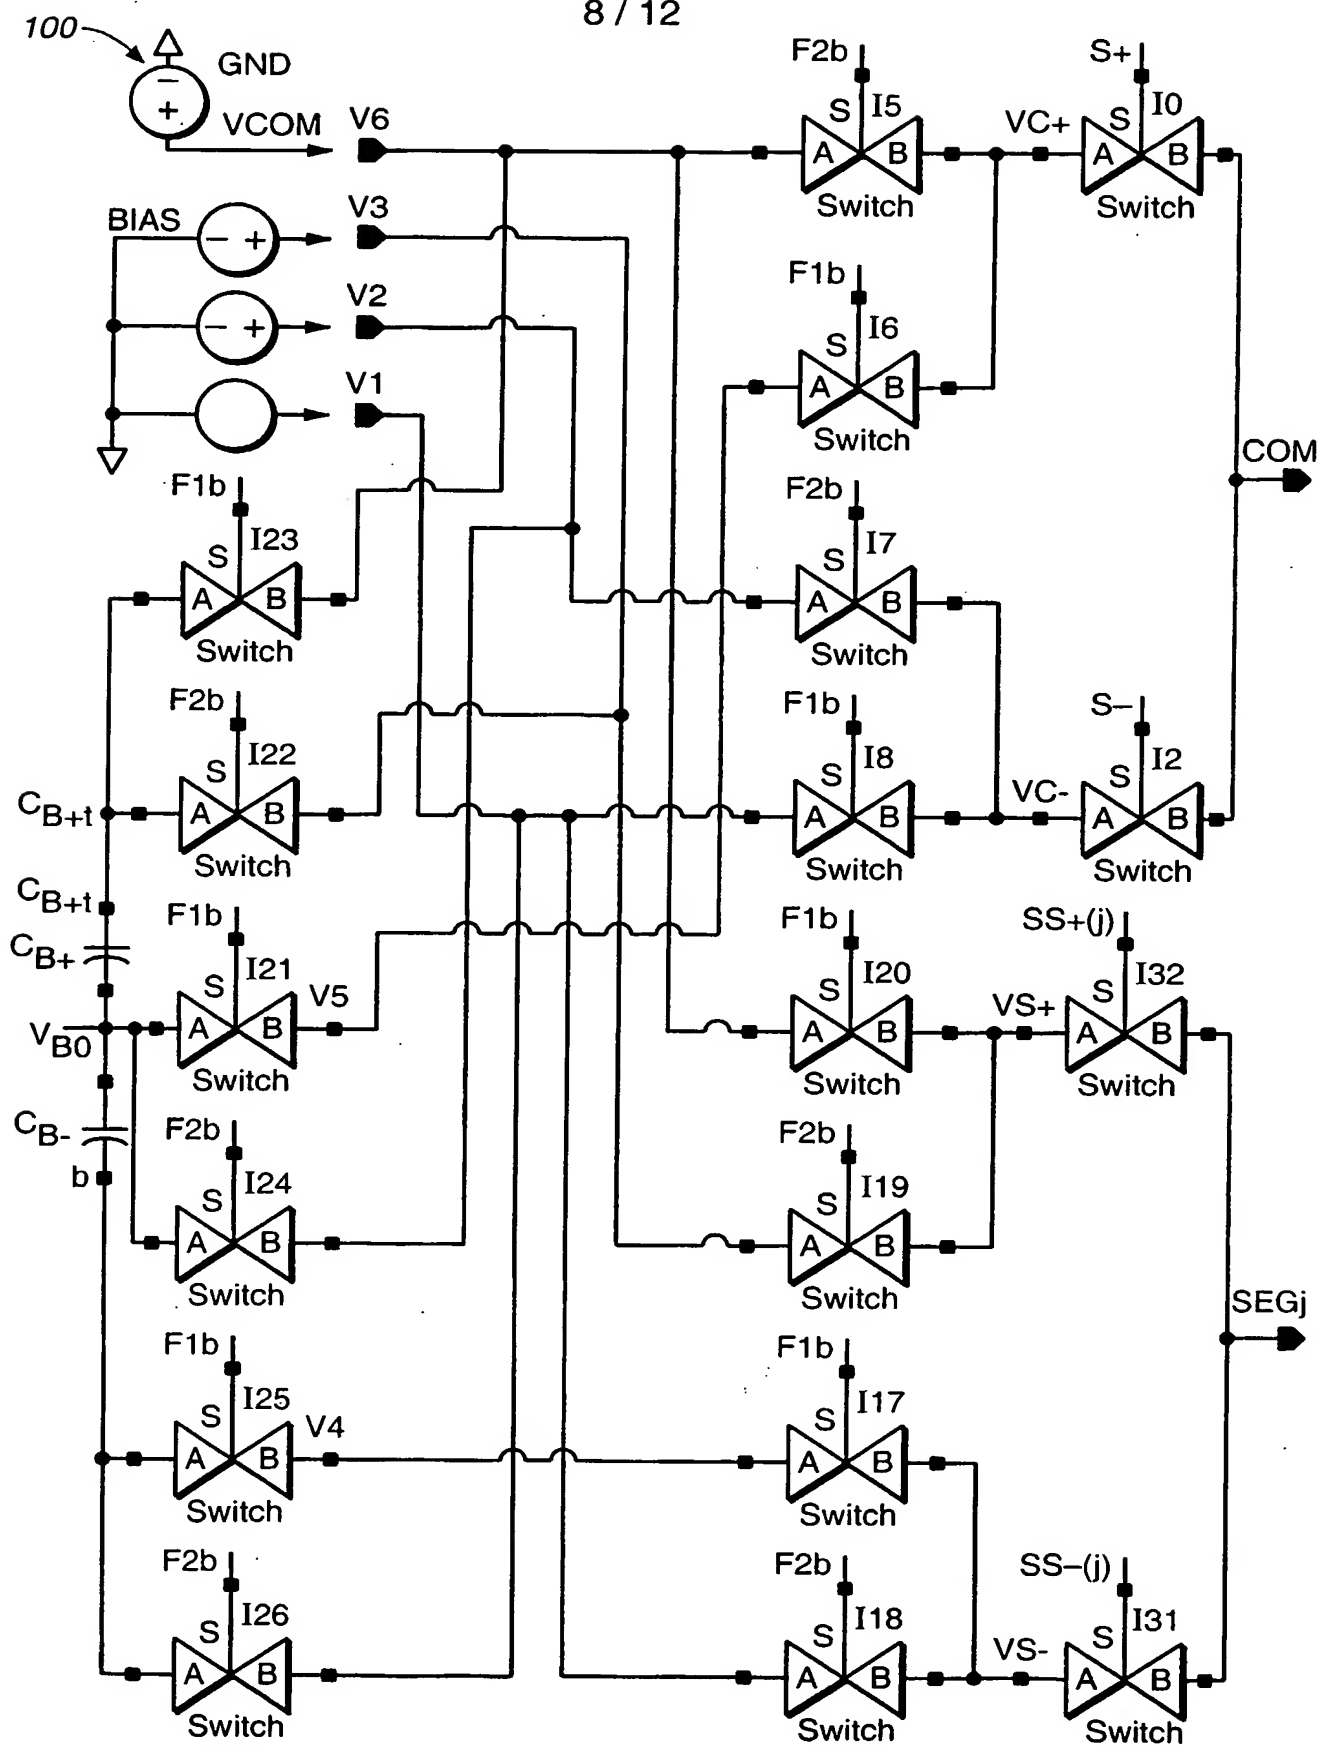 8 / 12
100
GND
VCOM
V6
BIAS
V3
V2
V1
− +
− +
− +
F2b
S I5
A B
Switch
VC+
S+
S I0
A B
Switch
F1b
S I6
A B
Switch
COM
F1b
S I23
A B
Switch
F2b
S I7
A B
Switch
F2b
S I22
A B
Switch
F1b
S I8
A B
Switch
VC-
S−
S I2
A B
Switch
CB+t
CB+t
CB+
VB0
CB-
b
F1b
S I21
A B
Switch
V5
F1b
S I20
A B
Switch
VS+
SS+(j)
S I32
A B
Switch
F2b
S I24
A B
Switch
F2b
S I19
A B
Switch
SEGj
F1b
S I25
A B
Switch
V4
F1b
S I17
A B
Switch
F2b
S I26
A B
Switch
F2b
S I18
A B
Switch
VS-
SS−(j)
S I31
A B
Switch